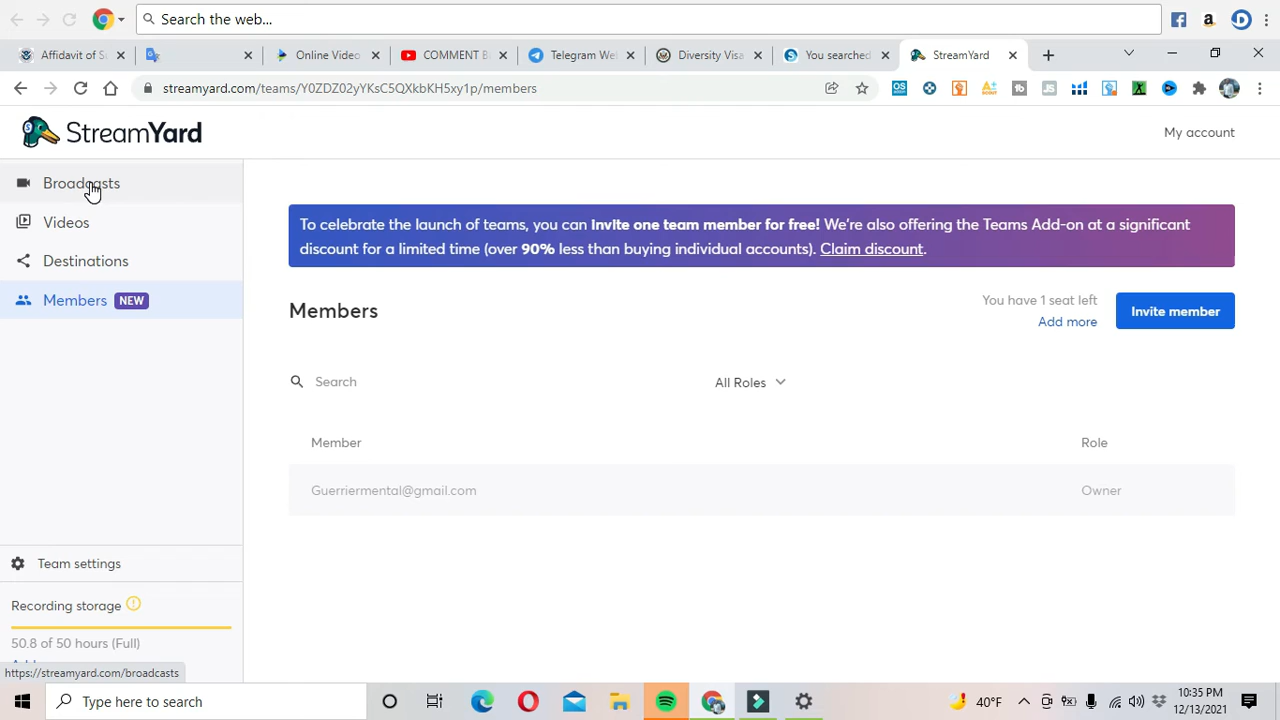 Search the web...
Affidavit of S
Online Video
COMMENT B
Telegram Web
Diversity Visa
You searched
StreamYard
streamyard.com/teams/Y0ZDZ02yYKsC5QXkbKH5xy1p/members
StreamYard
My account
Broadcasts
Videos
Destinations
Members NEW
To celebrate the launch of teams, you can Invite one team member for free! We're also offering the Teams Add-on at a significant
discount for a limited time (over 90% less than buying individual accounts). Claim discount.
Members
You have 1 seat left
Add more
Invite member
Search
All Roles
Member
Role
Guerriermental@gmail.com
Owner
Team settings
Recording storage
50.8 of 50 hours (Full)
https://streamyard.com/broadcasts
Type here to search
40°F
10:35 PM
12/13/2021